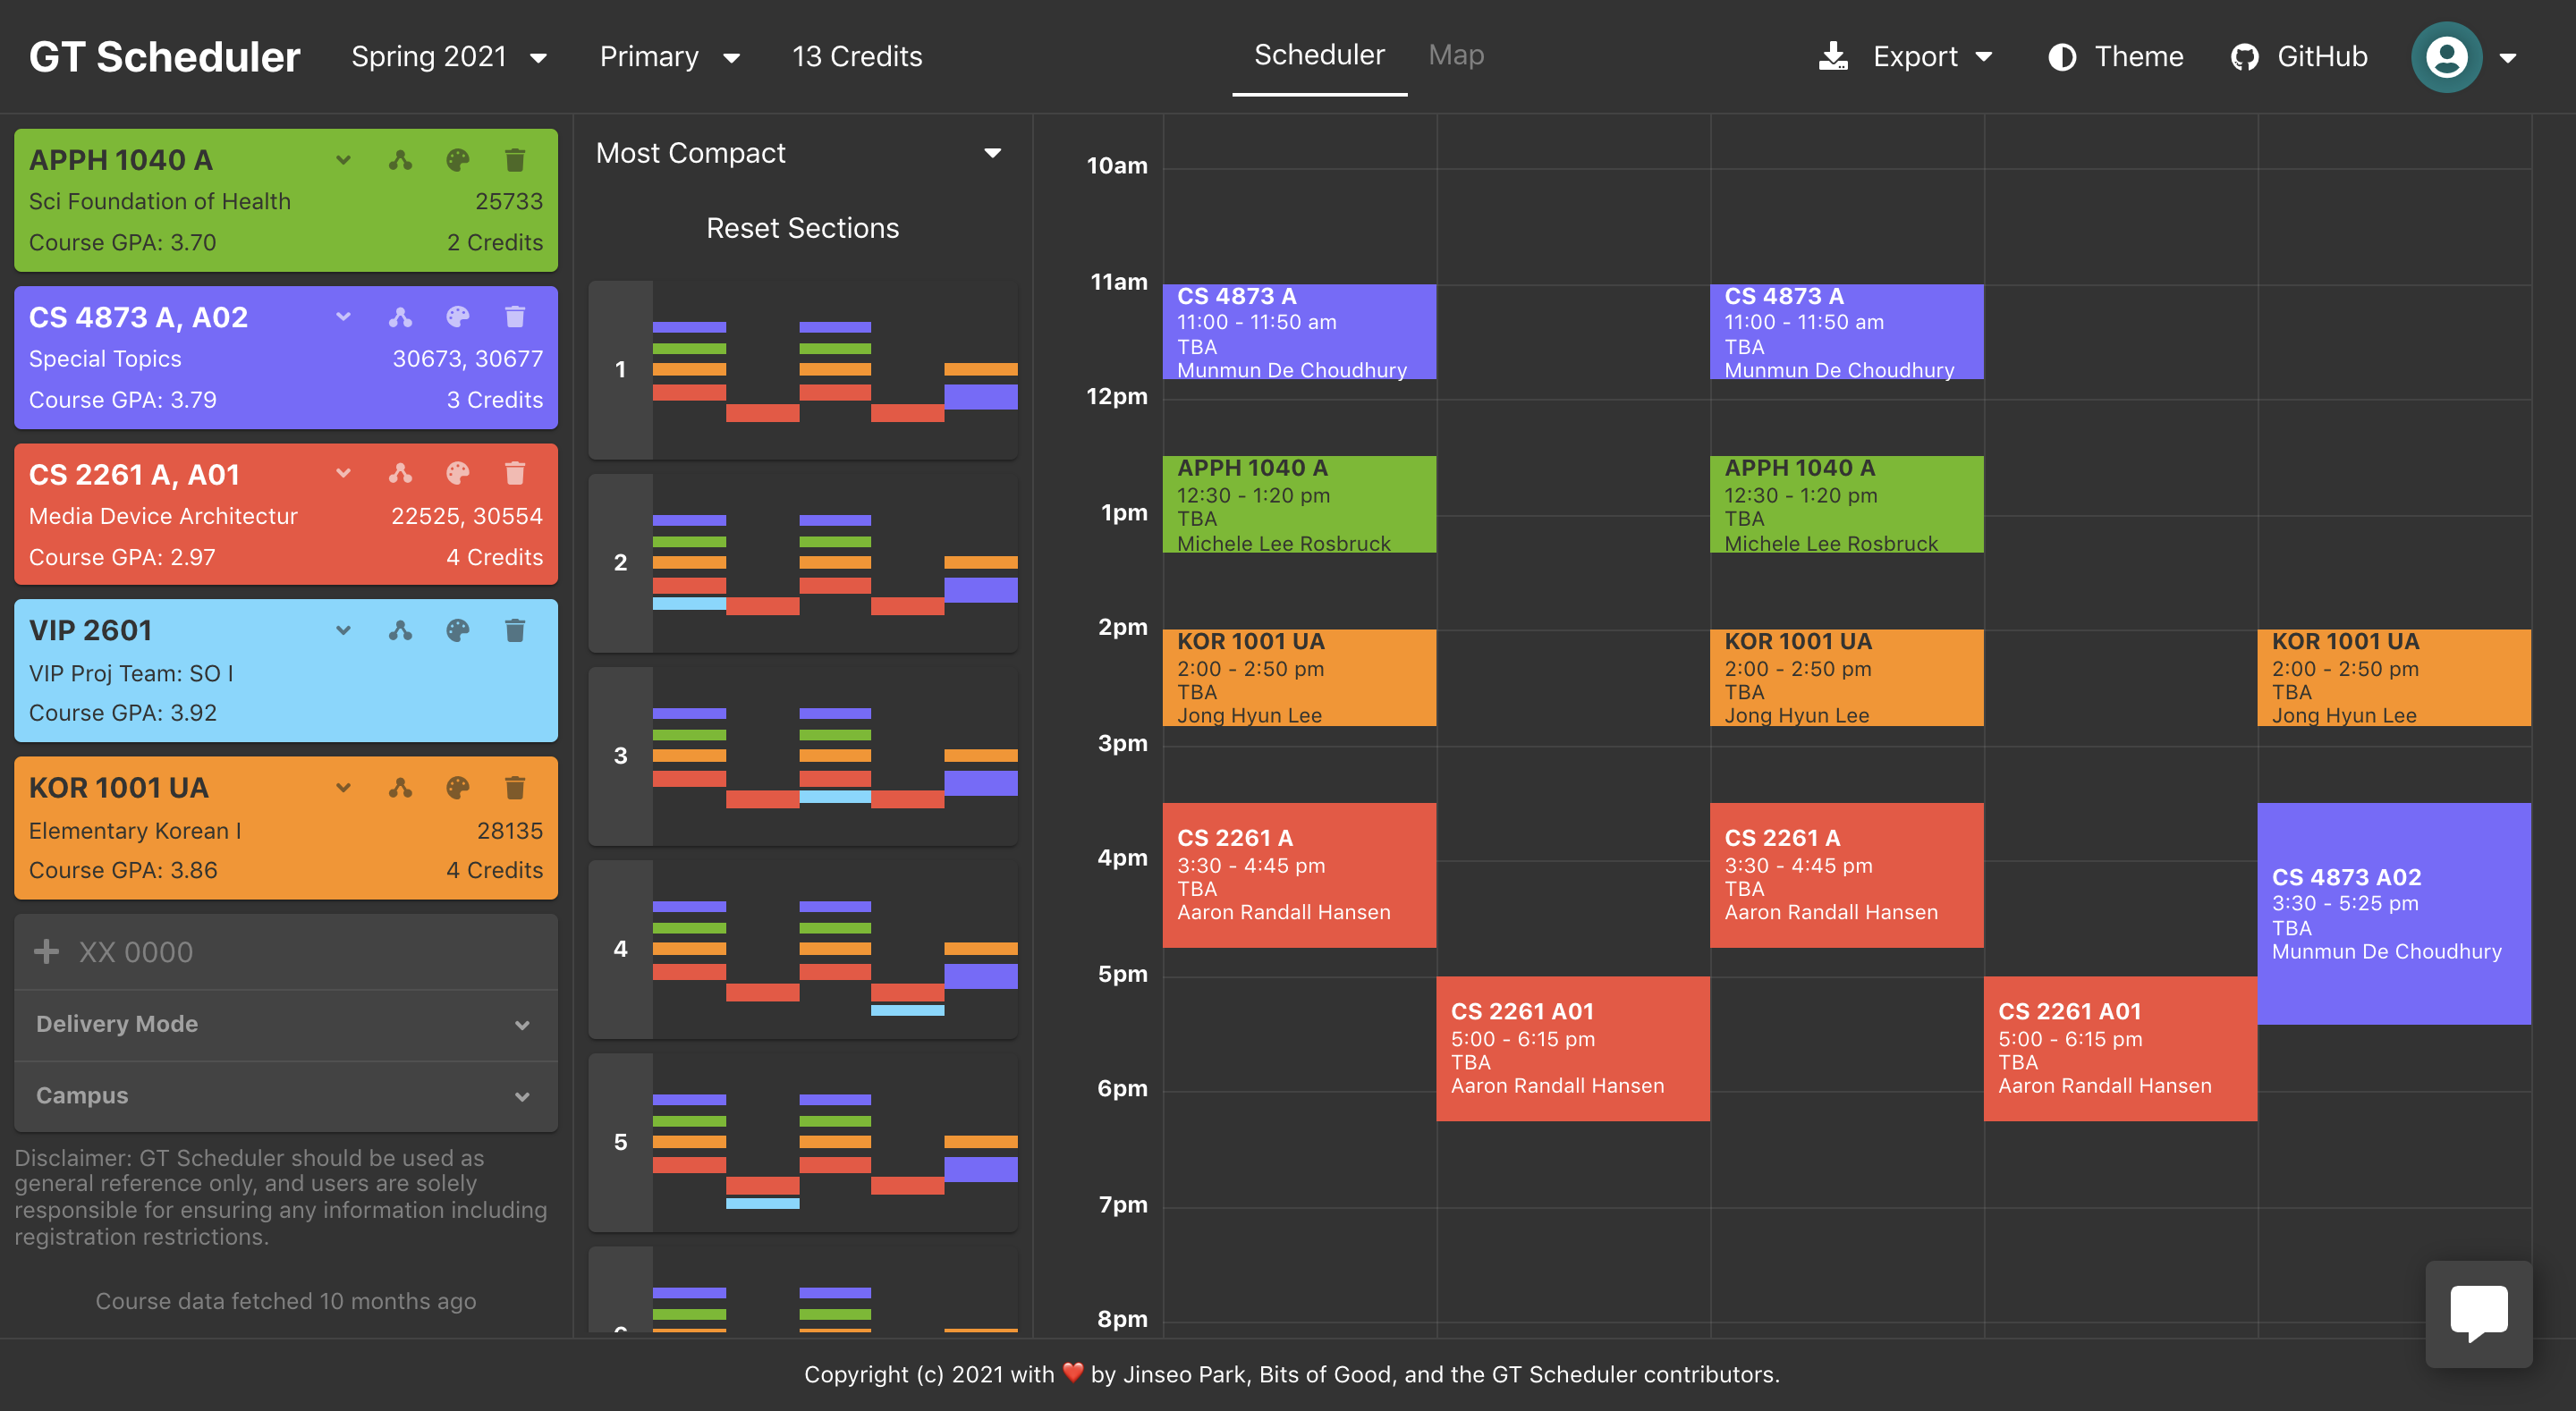 GT Scheduler
Spring 2021
Primary
13 Credits
Scheduler
Map
Export
Theme
GitHub
APPH 1040 A
Sci Foundation of Health
25733
Course GPA: 3.70
2 Credits
CS 4873 A, A02
Special Topics
30673, 30677
Course GPA: 3.79
3 Credits
CS 2261 A, A01
Media Device Architectur
22525, 30554
Course GPA: 2.97
4 Credits
VIP 2601
VIP Proj Team: SO I
Course GPA: 3.92
KOR 1001 UA
Elementary Korean I
28135
Course GPA: 3.86
4 Credits
XX 0000
Delivery Mode
Campus
Disclaimer: GT Scheduler should be used as
general reference only, and users are solely
responsible for ensuring any information including
registration restrictions.
Course data fetched 10 months ago
Most Compact
Reset Sections
1
2
3
4
5
10am
11am
12pm
1pm
2pm
3pm
4pm
5pm
6pm
7pm
8pm
CS 4873 A
11:00 - 11:50 am
TBA
Munmun De Choudhury
APPH 1040 A
12:30 - 1:20 pm
TBA
Michele Lee Rosbruck
KOR 1001 UA
2:00 - 2:50 pm
TBA
Jong Hyun Lee
CS 2261 A
3:30 - 4:45 pm
TBA
Aaron Randall Hansen
CS 2261 A01
5:00 - 6:15 pm
TBA
Aaron Randall Hansen
CS 4873 A
11:00 - 11:50 am
TBA
Munmun De Choudhury
APPH 1040 A
12:30 - 1:20 pm
TBA
Michele Lee Rosbruck
KOR 1001 UA
2:00 - 2:50 pm
TBA
Jong Hyun Lee
CS 2261 A
3:30 - 4:45 pm
TBA
Aaron Randall Hansen
CS 2261 A01
5:00 - 6:15 pm
TBA
Aaron Randall Hansen
KOR 1001 UA
2:00 - 2:50 pm
TBA
Jong Hyun Lee
CS 4873 A02
3:30 - 5:25 pm
TBA
Munmun De Choudhury
Copyright (c) 2021 with ❤️ by Jinseo Park, Bits of Good, and the GT Scheduler contributors.